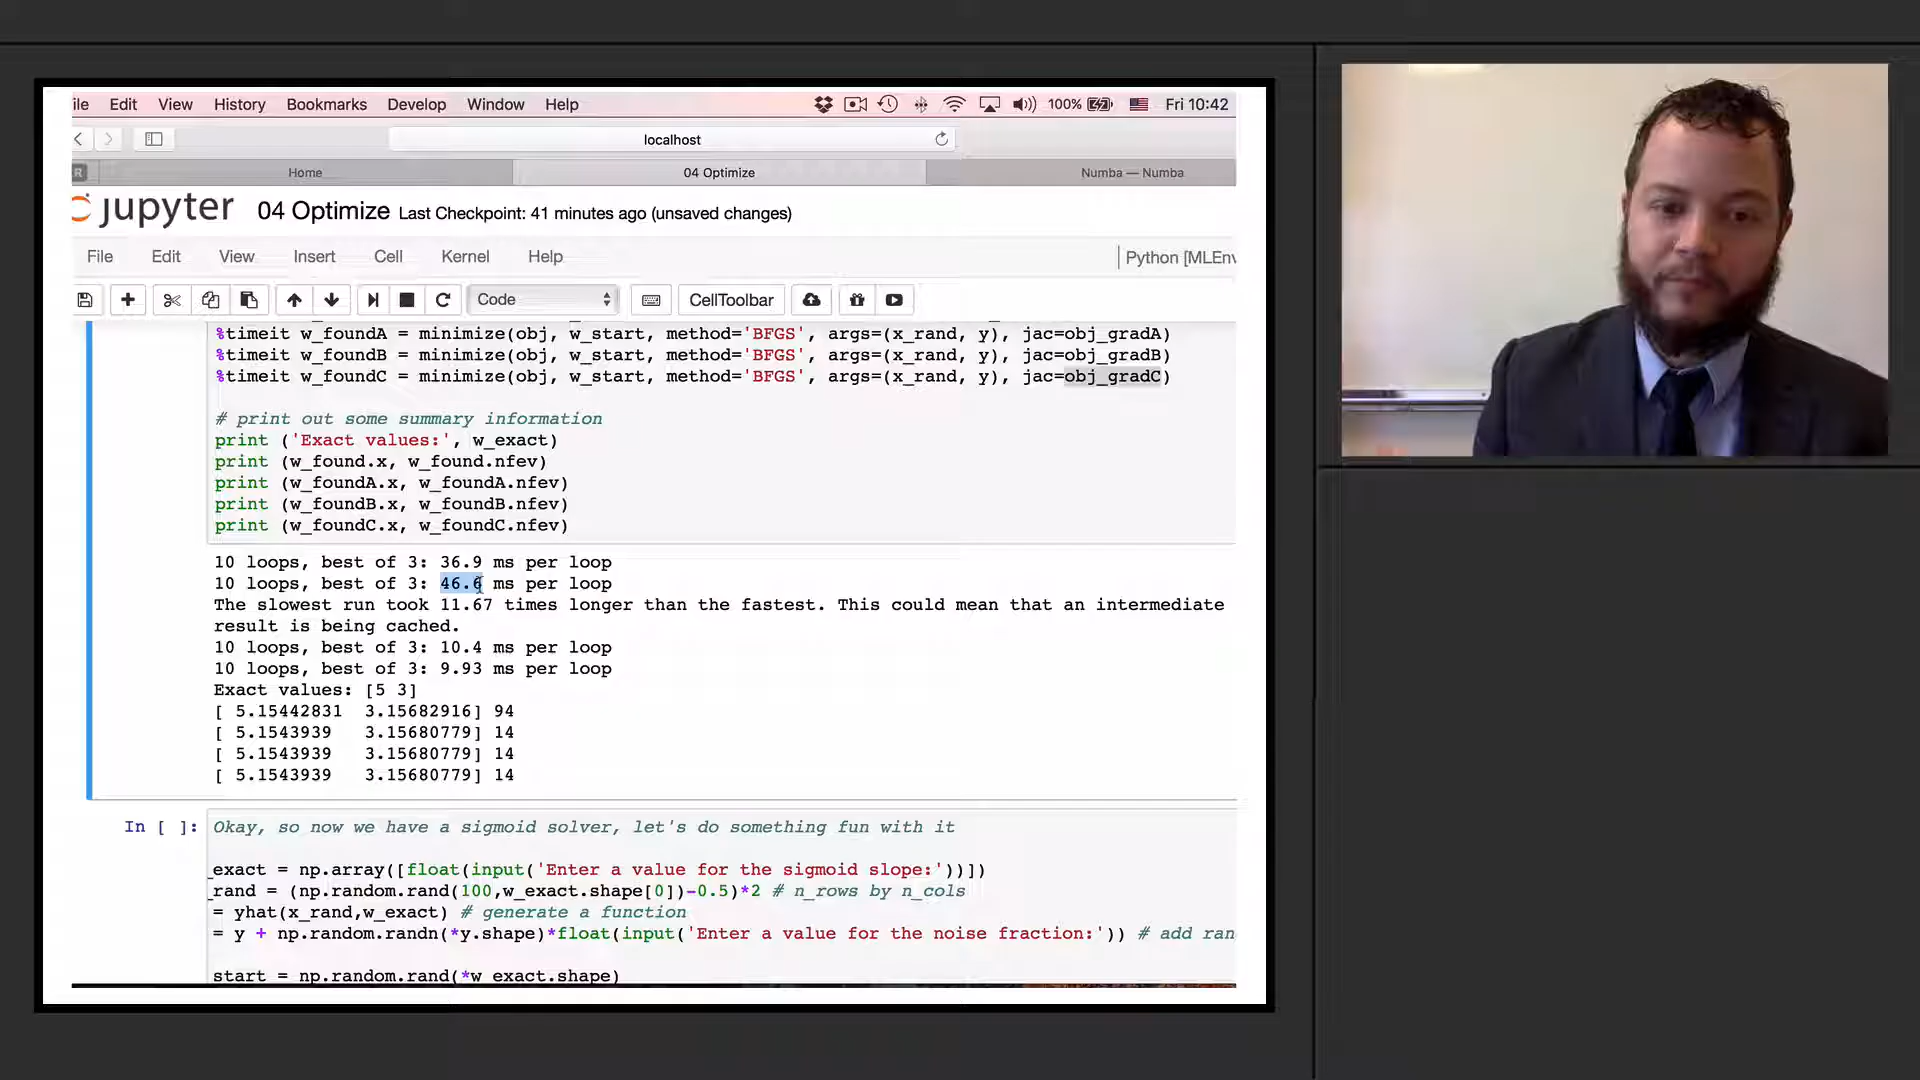 ile Edit View History Bookmarks Develop Window Help 100% Fri 10:42
localhost
R Home 04 Optimize Numba — Numba
jupyter 04 Optimize Last Checkpoint: 41 minutes ago (unsaved changes)
File Edit View Insert Cell Kernel Help Python [MLEnv
Code CellToolbar
%timeit w_foundA = minimize(obj, w_start, method='BFGS', args=(x_rand, y), jac=obj_gradA)
%timeit w_foundB = minimize(obj, w_start, method='BFGS', args=(x_rand, y), jac=obj_gradB)
%timeit w_foundC = minimize(obj, w_start, method='BFGS', args=(x_rand, y), jac=obj_gradC)
# print out some summary information
print ('Exact values:', w_exact)
print (w_found.x, w_found.nfev)
print (w_foundA.x, w_foundA.nfev)
print (w_foundB.x, w_foundB.nfev)
print (w_foundC.x, w_foundC.nfev)
10 loops, best of 3: 36.9 ms per loop
10 loops, best of 3: 46.6 ms per loop
The slowest run took 11.67 times longer than the fastest. This could mean that an intermediate
result is being cached.
10 loops, best of 3: 10.4 ms per loop
10 loops, best of 3: 9.93 ms per loop
Exact values: [5 3]
[ 5.15442831 3.15682916] 94
[ 5.1543939 3.15680779] 14
[ 5.1543939 3.15680779] 14
[ 5.1543939 3.15680779] 14
In [ ]: Okay, so now we have a sigmoid solver, let's do something fun with it
_exact = np.array([float(input('Enter a value for the sigmoid slope:'))])
_rand = (np.random.rand(100,w_exact.shape[0])-0.5)*2 # n_rows by n_cols
= yhat(x_rand,w_exact) # generate a function
= y + np.random.randn(*y.shape)*float(input('Enter a value for the noise fraction:')) # add ran
start = np.random.rand(*w_exact.shape)